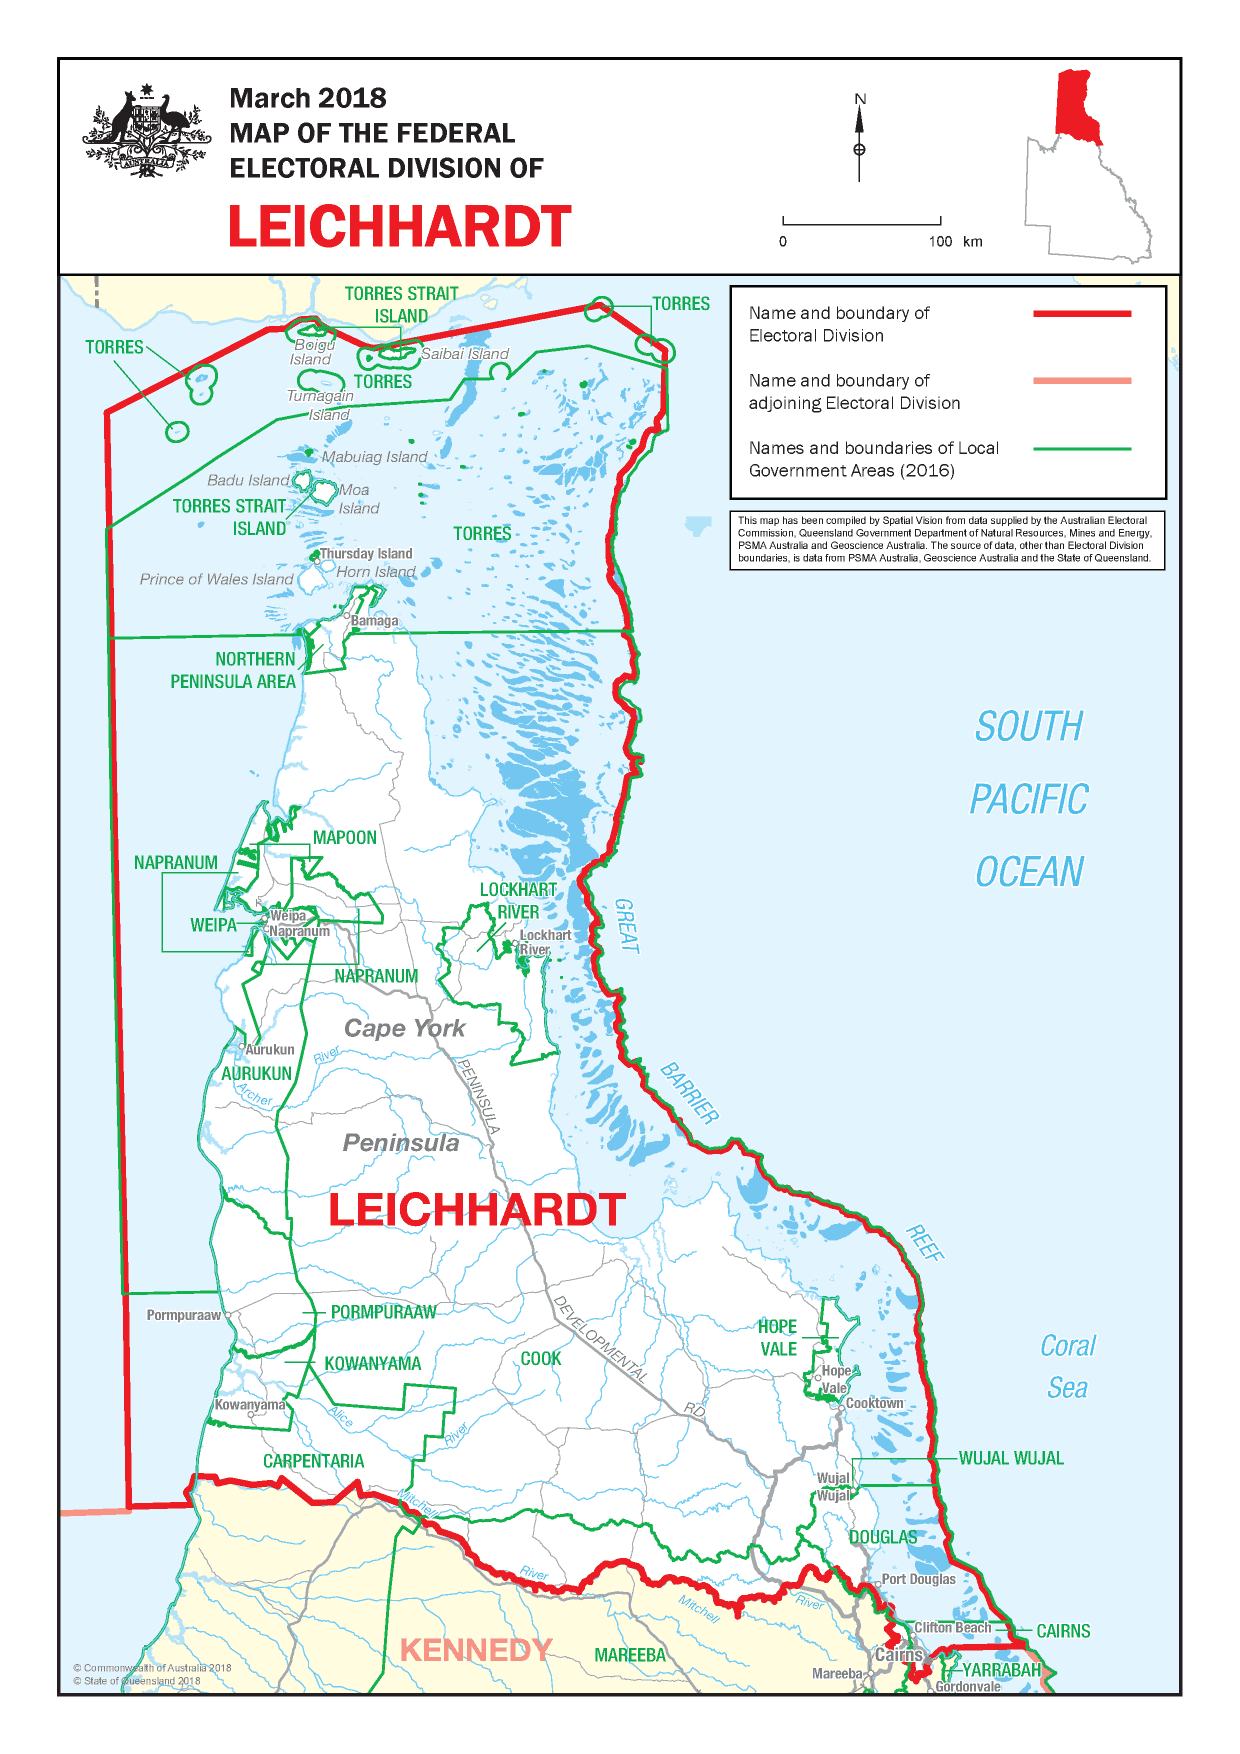 March 2018
MAP OF THE FEDERAL
ELECTORAL DIVISION OF
LEICHHARDT
AUSTRALIA
N
0
100 km
Name and boundary of
Electoral Division
Name and boundary of
adjoining Electoral Division
Names and boundaries of Local
Government Areas (2016)
This map has been compiled by Spatial Vision from data supplied by the Australian Electoral
Commission, Queensland Government Department of Natural Resources, Mines and Energy,
PSMA Australia and Geoscience Australia. The source of data, other than Electoral Division
boundaries, is data from PSMA Australia, Geoscience Australia and the State of Queensland.
TORRES STRAIT
ISLAND
TORRES
TORRES
Boigu
Island
Saibai Island
TORRES
Turnagain
Island
Mabuiag Island
Badu Island
Moa
Island
TORRES STRAIT
ISLAND
TORRES
Thursday Island
Horn Island
Prince of Wales Island
Bamaga
NORTHERN
PENINSULA AREA
SOUTH
PACIFIC
OCEAN
MAPOON
NAPRANUM
LOCKHART
RIVER
WEIPA
Weipa
Napranum
Lockhart
River
GREAT
NAPRANUM
Cape York
Aurukun
River
AURUKUN
Archer
PENINSULA
BARRIER
Peninsula
LEICHHARDT
REEF
Pormpuraaw
PORMPURAAW
DEVELOPMENTAL
HOPE
VALE
KOWANYAMA
COOK
Coral
Sea
Hope
Vale
Kowanyama
Cooktown
Alice
River
RD
CARPENTARIA
WUJAL WUJAL
Wujal
Wujal
Mitchell
DOUGLAS
River
Port Douglas
Mitchell
River
Clifton Beach
CAIRNS
KENNEDY
MAREEBA
Cairns
Mareeba
YARRABAH
Gordonvale
© Commonwealth of Australia 2018
© State of Queensland 2018